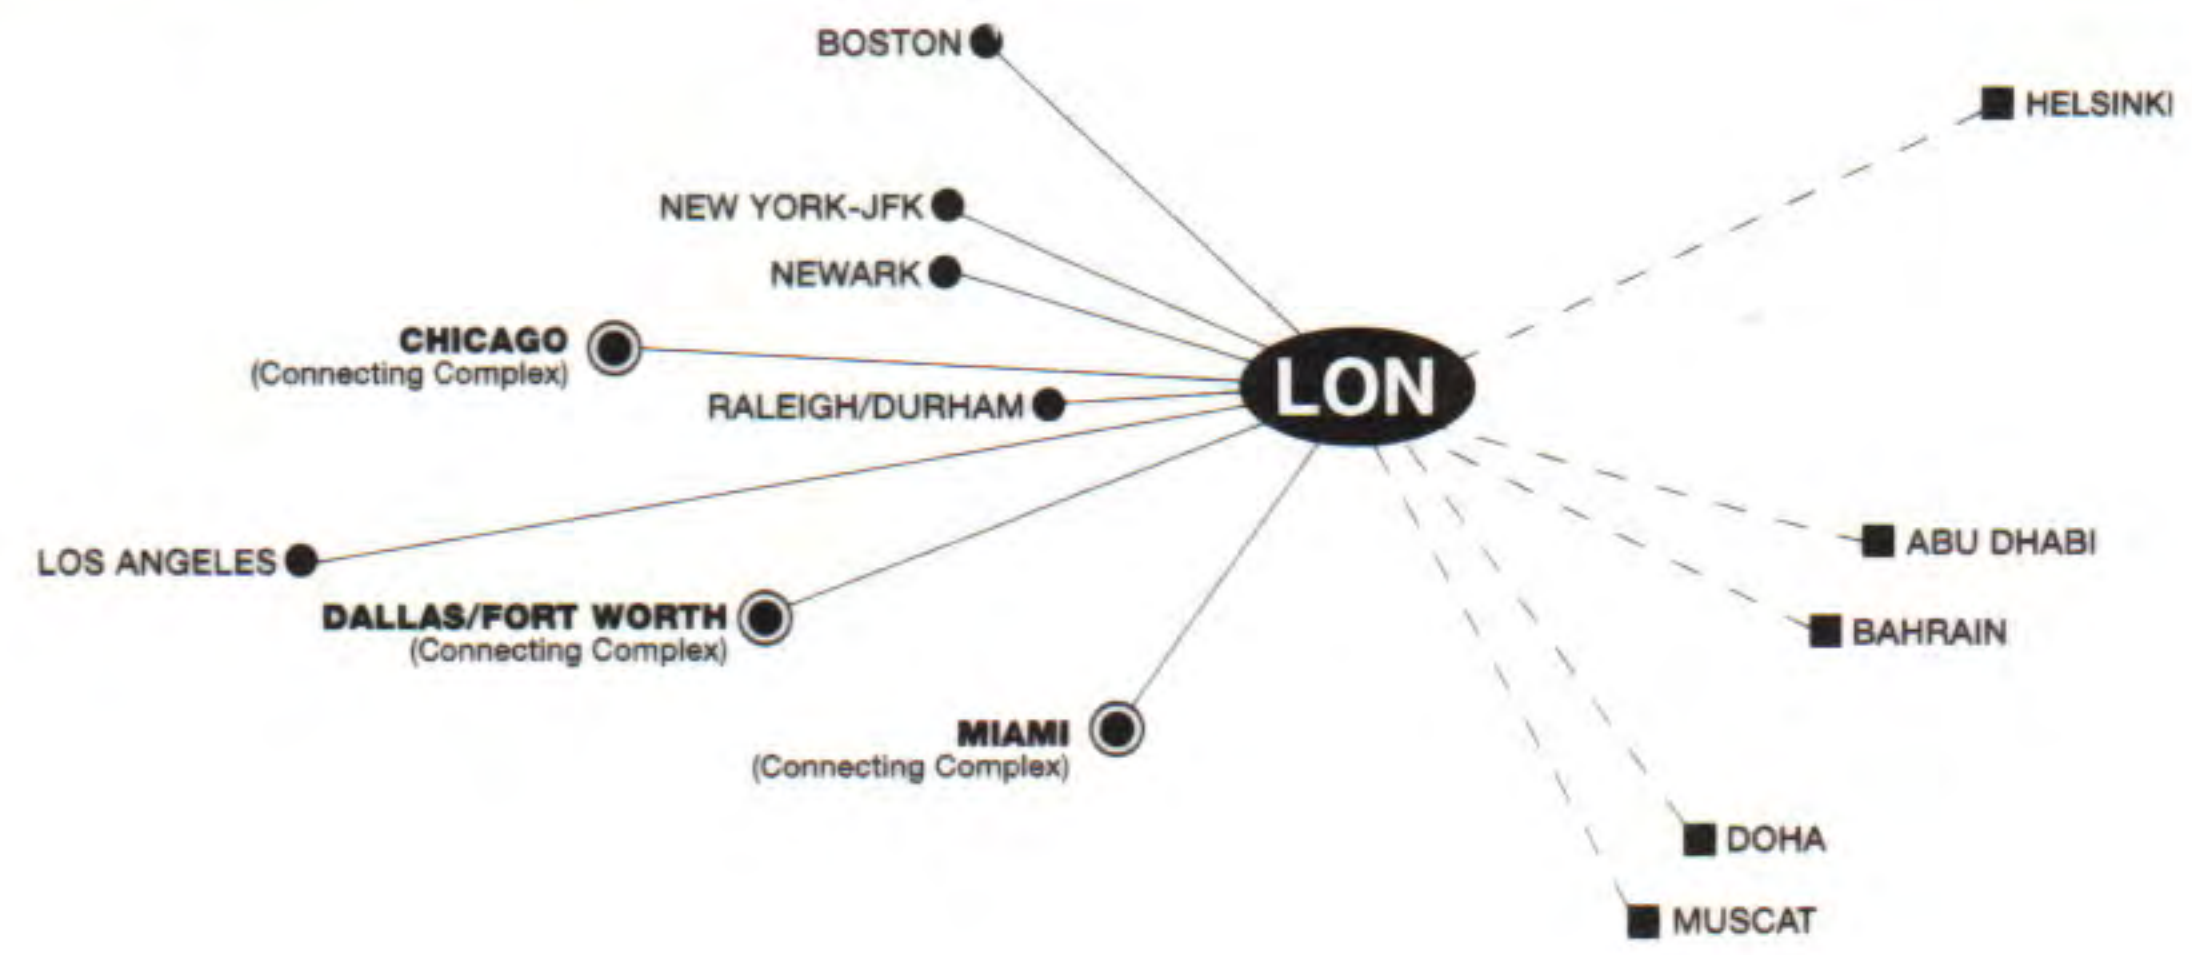 BOSTON
HELSINKI
NEW YORK-JFK
NEWARK
CHICAGO
(Connecting Complex)
LON
RALEIGH/DURHAM
ABU DHABI
LOS ANGELES
DALLAS/FORT WORTH
(Connecting Complex)
BAHRAIN
MIAMI
(Connecting Complex)
DOHA
MUSCAT